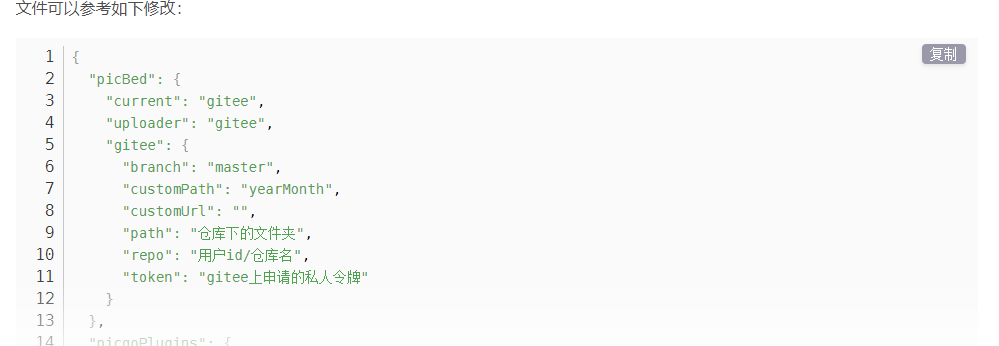 文件可以参考如下修改：
复制
1 {
2 "picBed": {
3 "current": "gitee",
4 "uploader": "gitee",
5 "gitee": {
6 "branch": "master",
7 "customPath": "yearMonth",
8 "customUrl": "",
9 "path": "仓库下的文件夹",
10 "repo": "用户id/仓库名",
11 "token": "gitee上申请的私人令牌"
12 }
13 },
14 "picgoPlugins": {